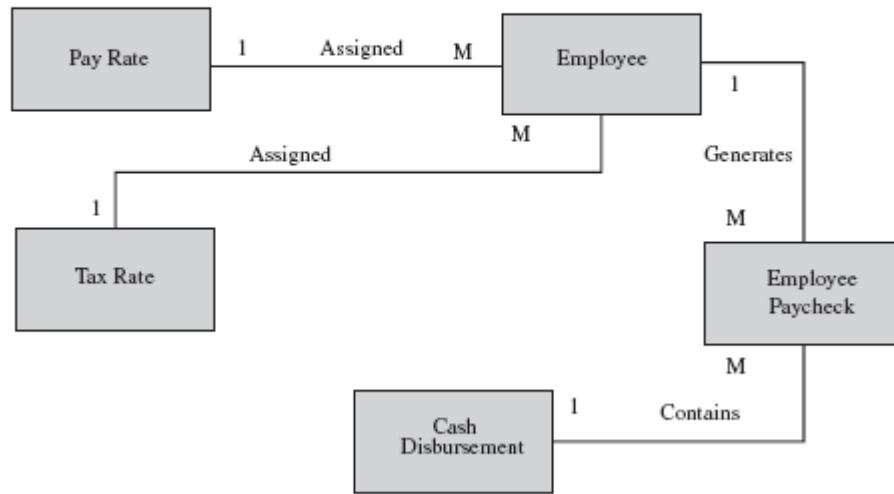 Pay Rate
1
Assigned
M
Employee
1
M
Assigned
Generates
1
M
Tax Rate
Employee
Paycheck
M
1
Contains
Cash
Disbursement